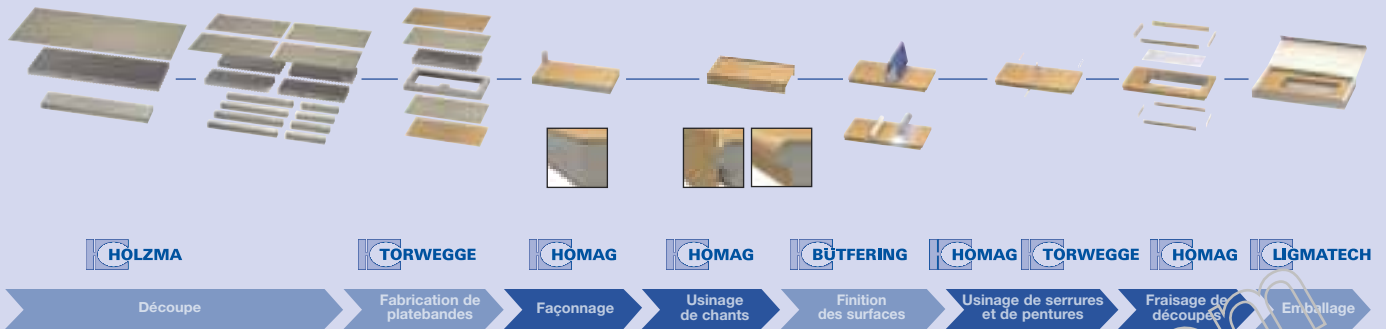 HOLZMA
TORWEGGE
HOMAG
HOMAG
BÜTFERING
HOMAG
TORWEGGE
HOMAG
LIGMATECH
Découpe
Fabrication de
platebandes
Façonnage
Usinage
de chants
Finition
des surfaces
Usinage de serrures
et de pentures
Fraisage de
découpes
Emballage